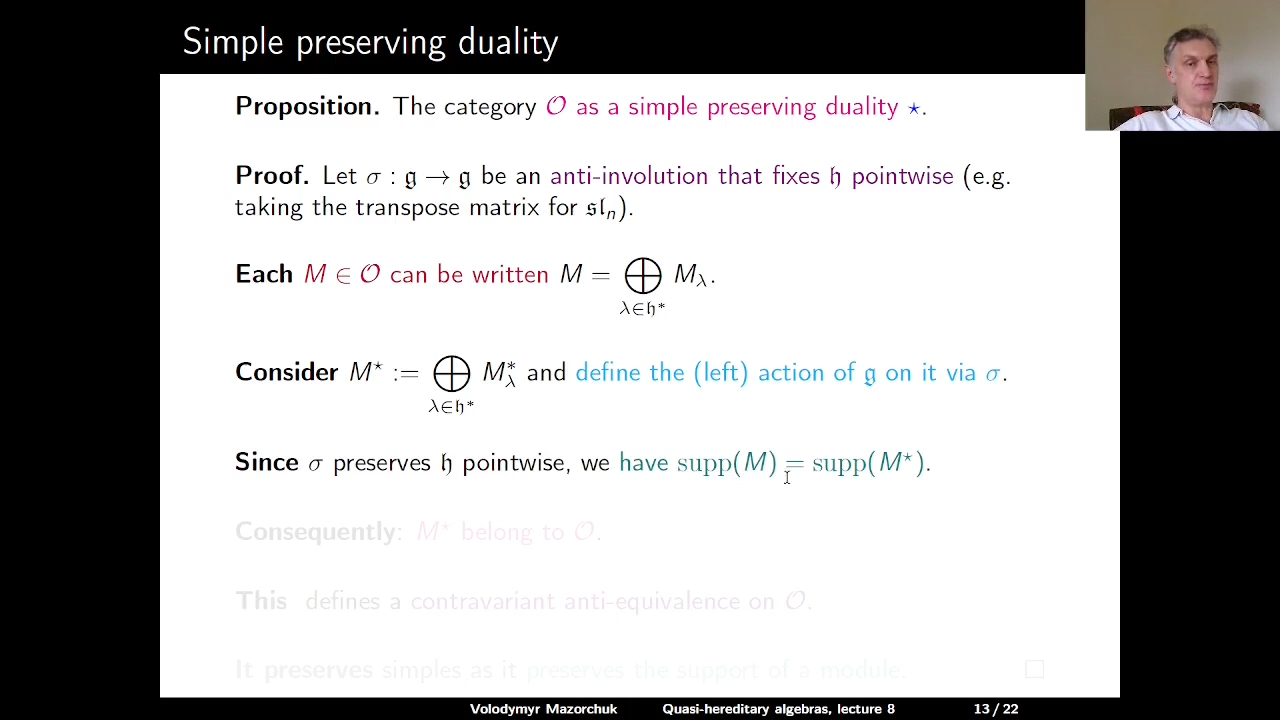 Simple preserving duality
Proposition. The category 𝒪 as a simple preserving duality ⋆.
Proof. Let σ : 𝔤 → 𝔤 be an anti-involution that fixes 𝔥 pointwise (e.g.
taking the transpose matrix for 𝔰𝔩ₙ).
Each M ∈ 𝒪 can be written M = ⨁ M_λ.
λ∈𝔥*
Consider M⋆ := ⨁ M*_λ and define the (left) action of 𝔤 on it via σ.
λ∈𝔥*
Since σ preserves 𝔥 pointwise, we have supp(M) = supp(M⋆).
Consequently: M⋆ belong to 𝒪.
This defines a contravariant anti-equivalence on 𝒪.
It preserves simples as it preserves the support of a module. □
Volodymyr Mazorchuk Quasi-hereditary algebras, lecture 8 13 / 22